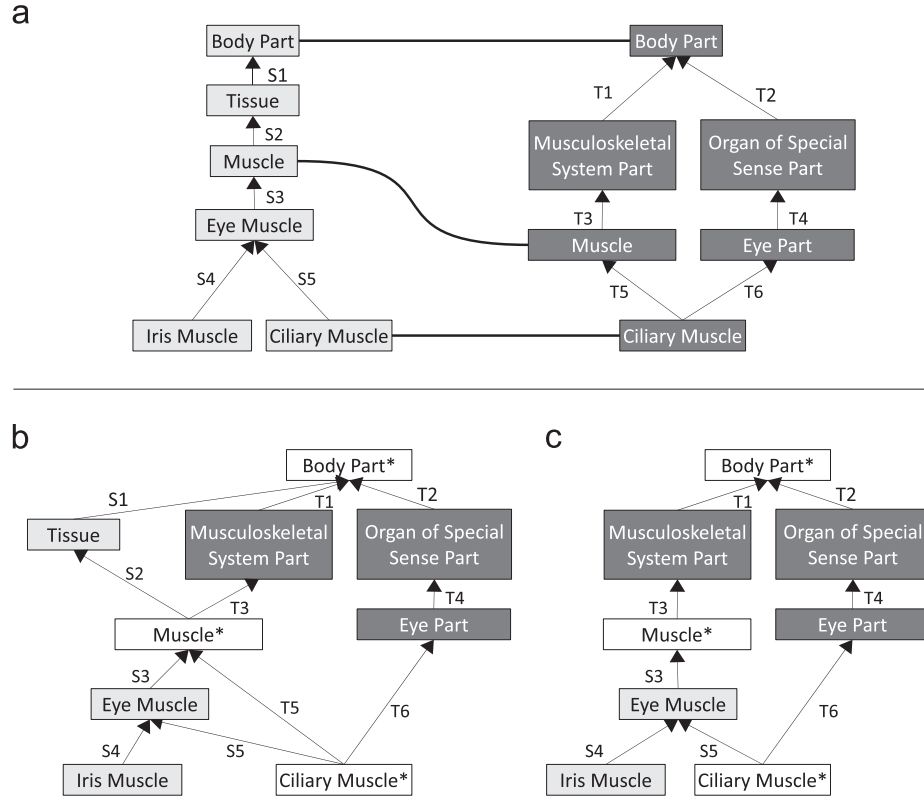 a
Body Part
Body Part
S1
T1
T2
Tissue
S2
Musculoskeletal
System Part
Organ of Special
Sense Part
Muscle
S3
T3
T4
Eye Muscle
Muscle
Eye Part
S4
S5
T5
T6
Iris Muscle
Ciliary Muscle
Ciliary Muscle
b
Body Part*
S1
T1
T2
Tissue
Musculoskeletal
System Part
Organ of Special
Sense Part
S2
T3
T4
Muscle*
Eye Part
S3
Eye Muscle
T5
T6
S4
S5
Iris Muscle
Ciliary Muscle*
c
Body Part*
T1
T2
Musculoskeletal
System Part
Organ of Special
Sense Part
T3
T4
Muscle*
Eye Part
S3
Eye Muscle
T6
S4
S5
Iris Muscle
Ciliary Muscle*